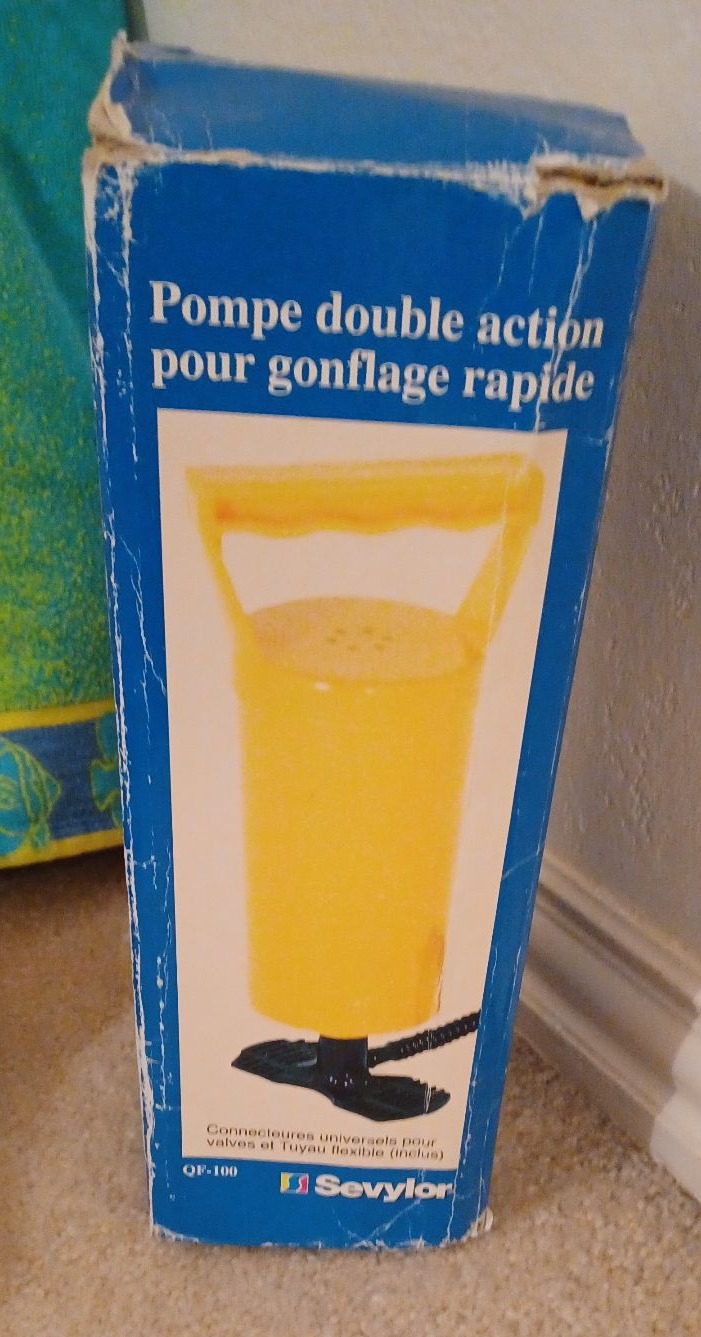 Pompe double action
pour gonflage rapide
Connecteures universels pour
valves et Tuyau flexible (inclus)
QF-100
Sevylor